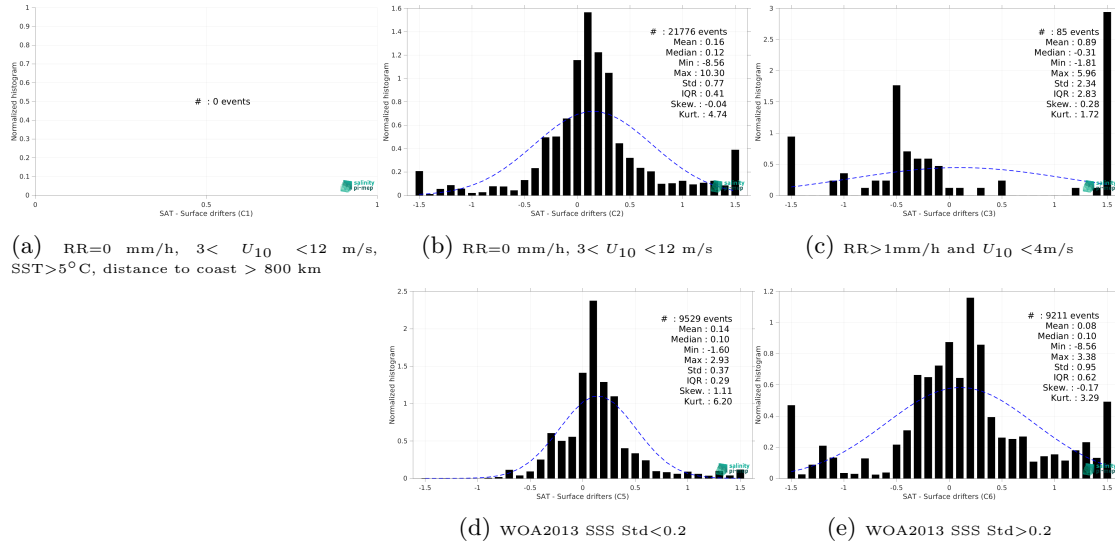 1
0.9
0.8
0.7
0.6
0.5
0.4
0.3
0.2
0.1
0
Normalized histogram
# : 0 events
salinity
pi-mep
0 0.5 1
SAT - Surface drifters (C1)
(a) RR=0 mm/h, 3< U10 <12 m/s,
SST>5°C, distance to coast > 800 km
1.6
1.4
1.2
1
0.8
0.6
0.4
0.2
0
Normalized histogram
# : 21776 events
Mean : 0.16
Median : 0.12
Min : -8.56
Max : 10.30
Std : 0.77
IQR : 0.41
Skew. : -0.04
Kurt. : 4.74
salinity
pi-mep
-1.5 -1 -0.5 0 0.5 1 1.5
SAT - Surface drifters (C2)
(b) RR=0 mm/h, 3< U10 <12 m/s
3
2.5
2
1.5
1
0.5
0
Normalized histogram
# : 85 events
Mean : 0.89
Median : -0.31
Min : -1.81
Max : 5.96
Std : 2.34
IQR : 2.83
Skew. : 0.28
Kurt. : 1.72
salinity
pi-mep
-1.5 -1 -0.5 0 0.5 1 1.5
SAT - Surface drifters (C3)
(c) RR>1mm/h and U10 <4m/s
2.5
2
1.5
1
0.5
0
Normalized histogram
# : 9529 events
Mean : 0.14
Median : 0.10
Min : -1.60
Max : 2.93
Std : 0.37
IQR : 0.29
Skew. : 1.11
Kurt. : 6.20
salinity
pi-mep
-1.5 -1 -0.5 0 0.5 1 1.5
SAT - Surface drifters (C5)
(d) WOA2013 SSS Std<0.2
1.2
1
0.8
0.6
0.4
0.2
0
Normalized histogram
# : 9211 events
Mean : 0.08
Median : 0.10
Min : -8.56
Max : 3.38
Std : 0.95
IQR : 0.62
Skew. : -0.17
Kurt. : 3.29
salinity
pi-mep
-1.5 -1 -0.5 0 0.5 1 1.5
SAT - Surface drifters (C6)
(e) WOA2013 SSS Std>0.2